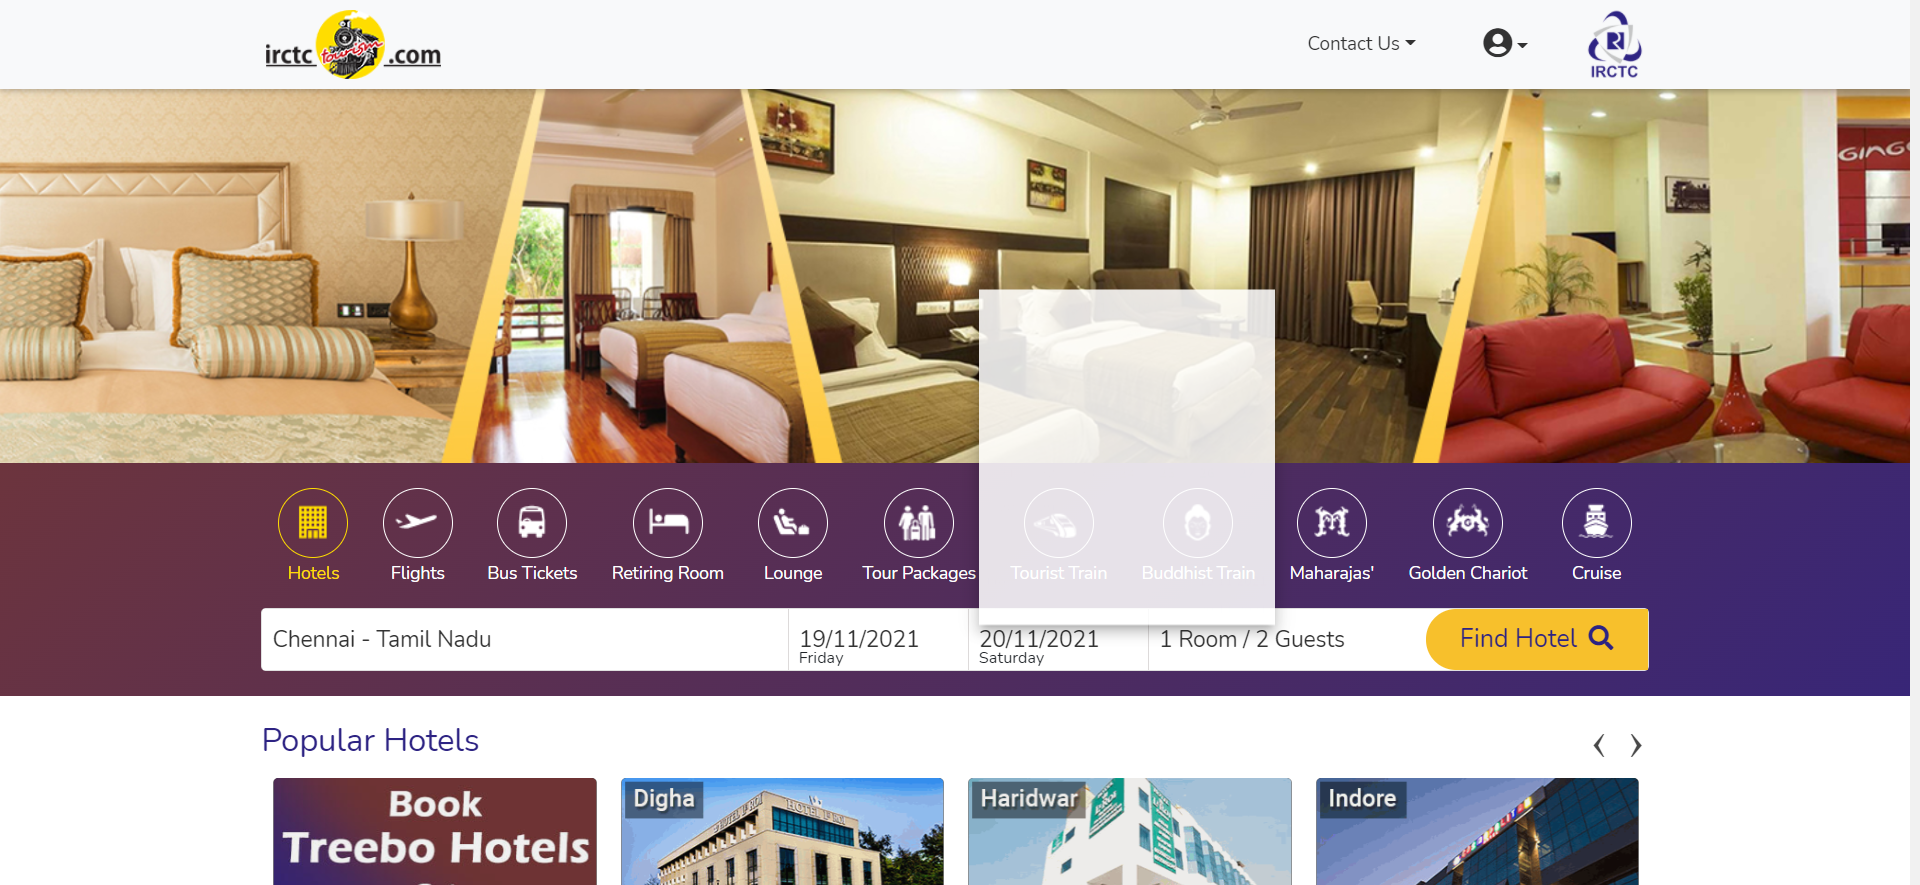 irctc tourism .com
Contact Us
IRCTC
GINGE
Hotels
Flights
Bus Tickets
Retiring Room
Lounge
Tour Packages
Tourist Train
Buddhist Train
Maharajas'
Golden Chariot
Cruise
Chennai - Tamil Nadu
19/11/2021
Friday
20/11/2021
Saturday
1 Room / 2 Guests
Find Hotel
Popular Hotels
Book
Treebo Hotels
Digha
Haridwar
Indore